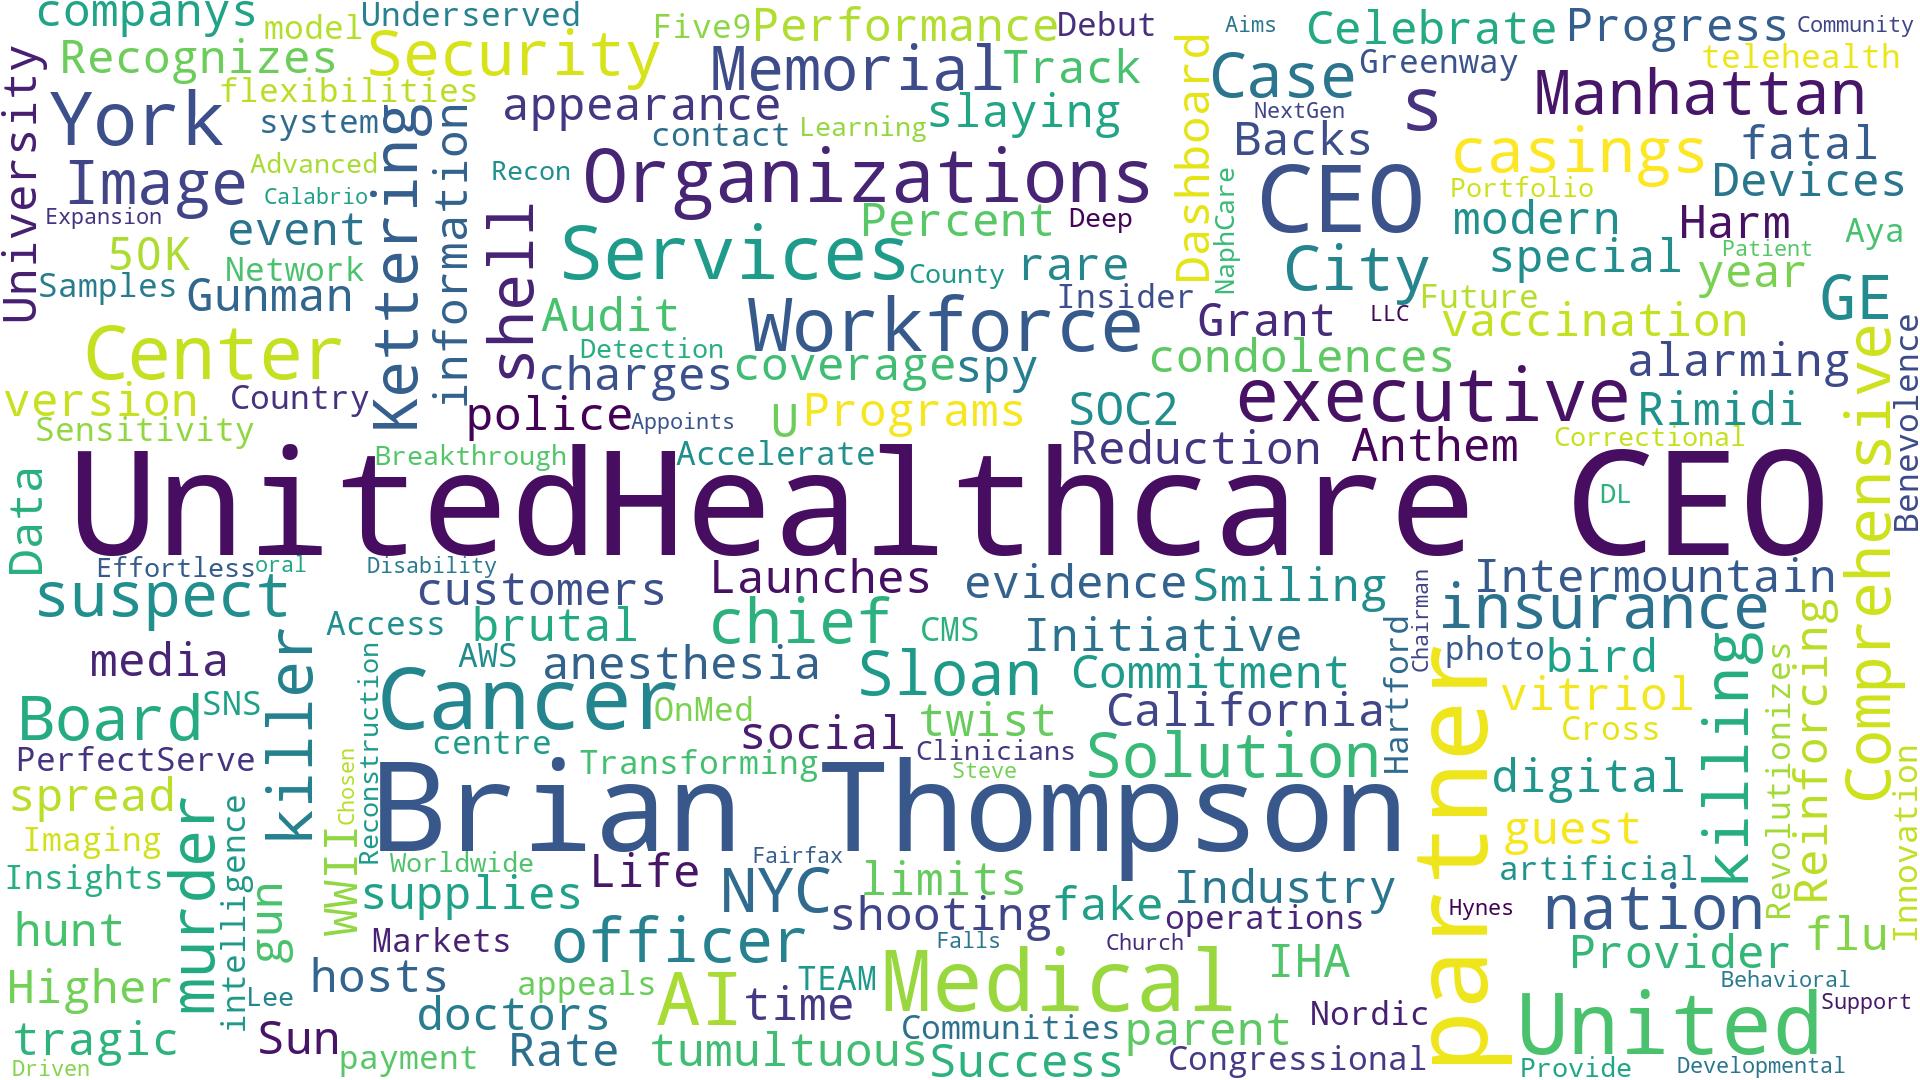 companys
model
Underserved
Five9
Performance
Debut
Aims
Celebrate
Progress
Community
Recognizes
Security
Memorial
Track
Dashboard
Case
Greenway
telehealth
University
York
flexibilities
appearance
slaying
NextGen
s
Manhattan
system
Kettering
information
contact
Learning
Backs
casings
fatal
Image
Advanced
Calabrio
Recon
Organizations
NaphCare
CEO
Portfolio
Devices
Expansion
event
shell
Percent
Deep
modern
Harm
Aya
50K
Network
Services
County
rare
City
special
Patient
year
Samples
Gunman
Audit
Workforce
Insider
Future
GE
Center
Detection
Grant
LLC
vaccination
Benevolence
charges
coverage
spy
condolences
alarming
Comprehensive
version
Country
police
Appoints
U
Programs
SOC2
executive
Rimidi
Sensitivity
Breakthrough
Accelerate
Reduction
Anthem
Correctional
Data
UnitedHealthcare CEO
DL
Effortless
oral
Disability
Launches
evidence
Smiling
Intermountain
suspect
customers
chief
Chairman
insurance
Access
brutal
CMS
Initiative
Hartford
photo
bird
killing
Reinforcing
media
killer
Reconstruction
AWS
anesthesia
Sloan
Commitment
partner
vitriol
Revolutionizes
Board
SNS
Cancer
OnMed
social
twist
California
Cross
PerfectServe
centre
Transforming
Clinicians
Steve
Solution
digital
Innovation
spread
murder
Chosen
Brian Thompson
guest
Imaging
intelligence
WWII
Worldwide
Life
Fairfax
artificial
Insights
gun
supplies
NYC
limits
Industry
hunt
Markets
officer
shooting
fake
operations
Hynes
nation
flu
Falls
Church
Provider
Higher
Lee
hosts
appeals
AI
TEAM
time
Medical
IHA
Behavioral
tragic
Sun
doctors
Communities
parent
Nordic
United
Support
Driven
payment
Rate
tumultuous
Success
Congressional
Provide
Developmental